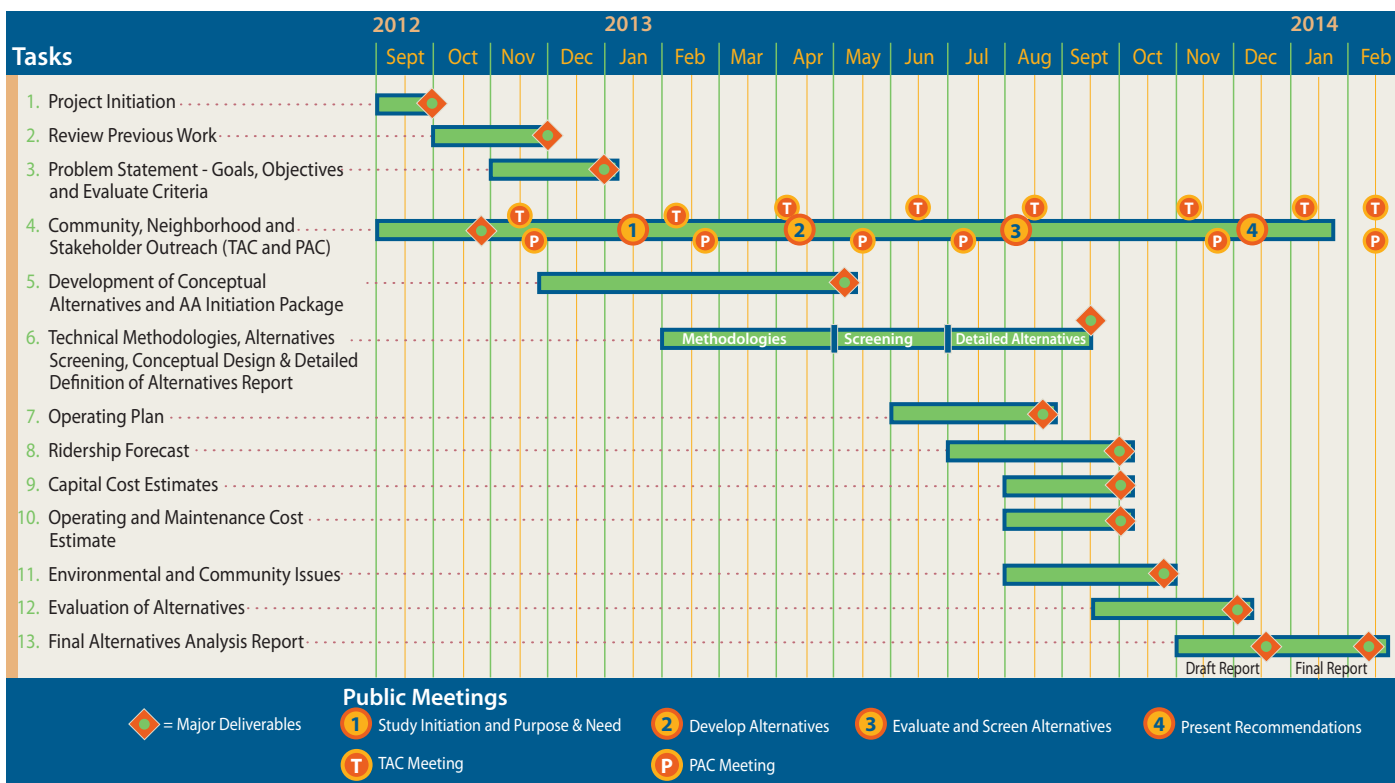 2012 2013 2014
Tasks Sept Oct Nov Dec Jan Feb Mar Apr May Jun Jul Aug Sept Oct Nov Dec Jan Feb
1. Project Initiation
2. Review Previous Work
3. Problem Statement - Goals, Objectives
and Evaluate Criteria
T T T T T T T T
4. Community, Neighborhood and
1 2 3 4
Stakeholder Outreach (TAC and PAC)
P P P P P P
5. Development of Conceptual
Alternatives and AA Initiation Package
6. Technical Methodologies, Alternatives
Methodologies Screening Detailed Alternatives
Screening, Conceptual Design & Detailed
Definition of Alternatives Report
7. Operating Plan
8. Ridership Forecast
9. Capital Cost Estimates
10. Operating and Maintenance Cost
Estimate
11. Environmental and Community Issues
12. Evaluation of Alternatives
13. Final Alternatives Analysis Report
Draft Report Final Report
Public Meetings
= Major Deliverables 1 Study Initiation and Purpose & Need 2 Develop Alternatives 3 Evaluate and Screen Alternatives 4 Present Recommendations
T TAC Meeting P PAC Meeting